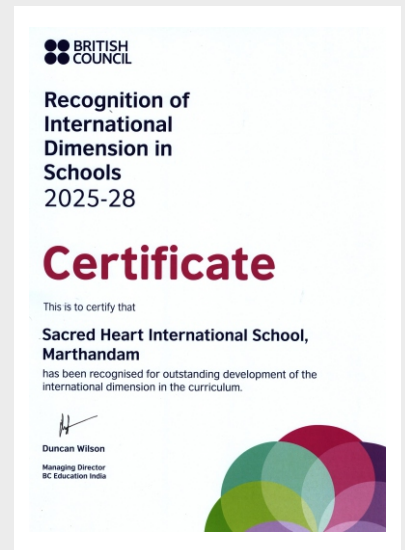 BRITISH
COUNCIL
Recognition of
International
Dimension in
Schools
2025-28
Certificate
This is to certify that
Sacred Heart International School,
Marthandam
has been recognised for outstanding development of the
international dimension in the curriculum.
Duncan Wilson
Managing Director
BC Education India